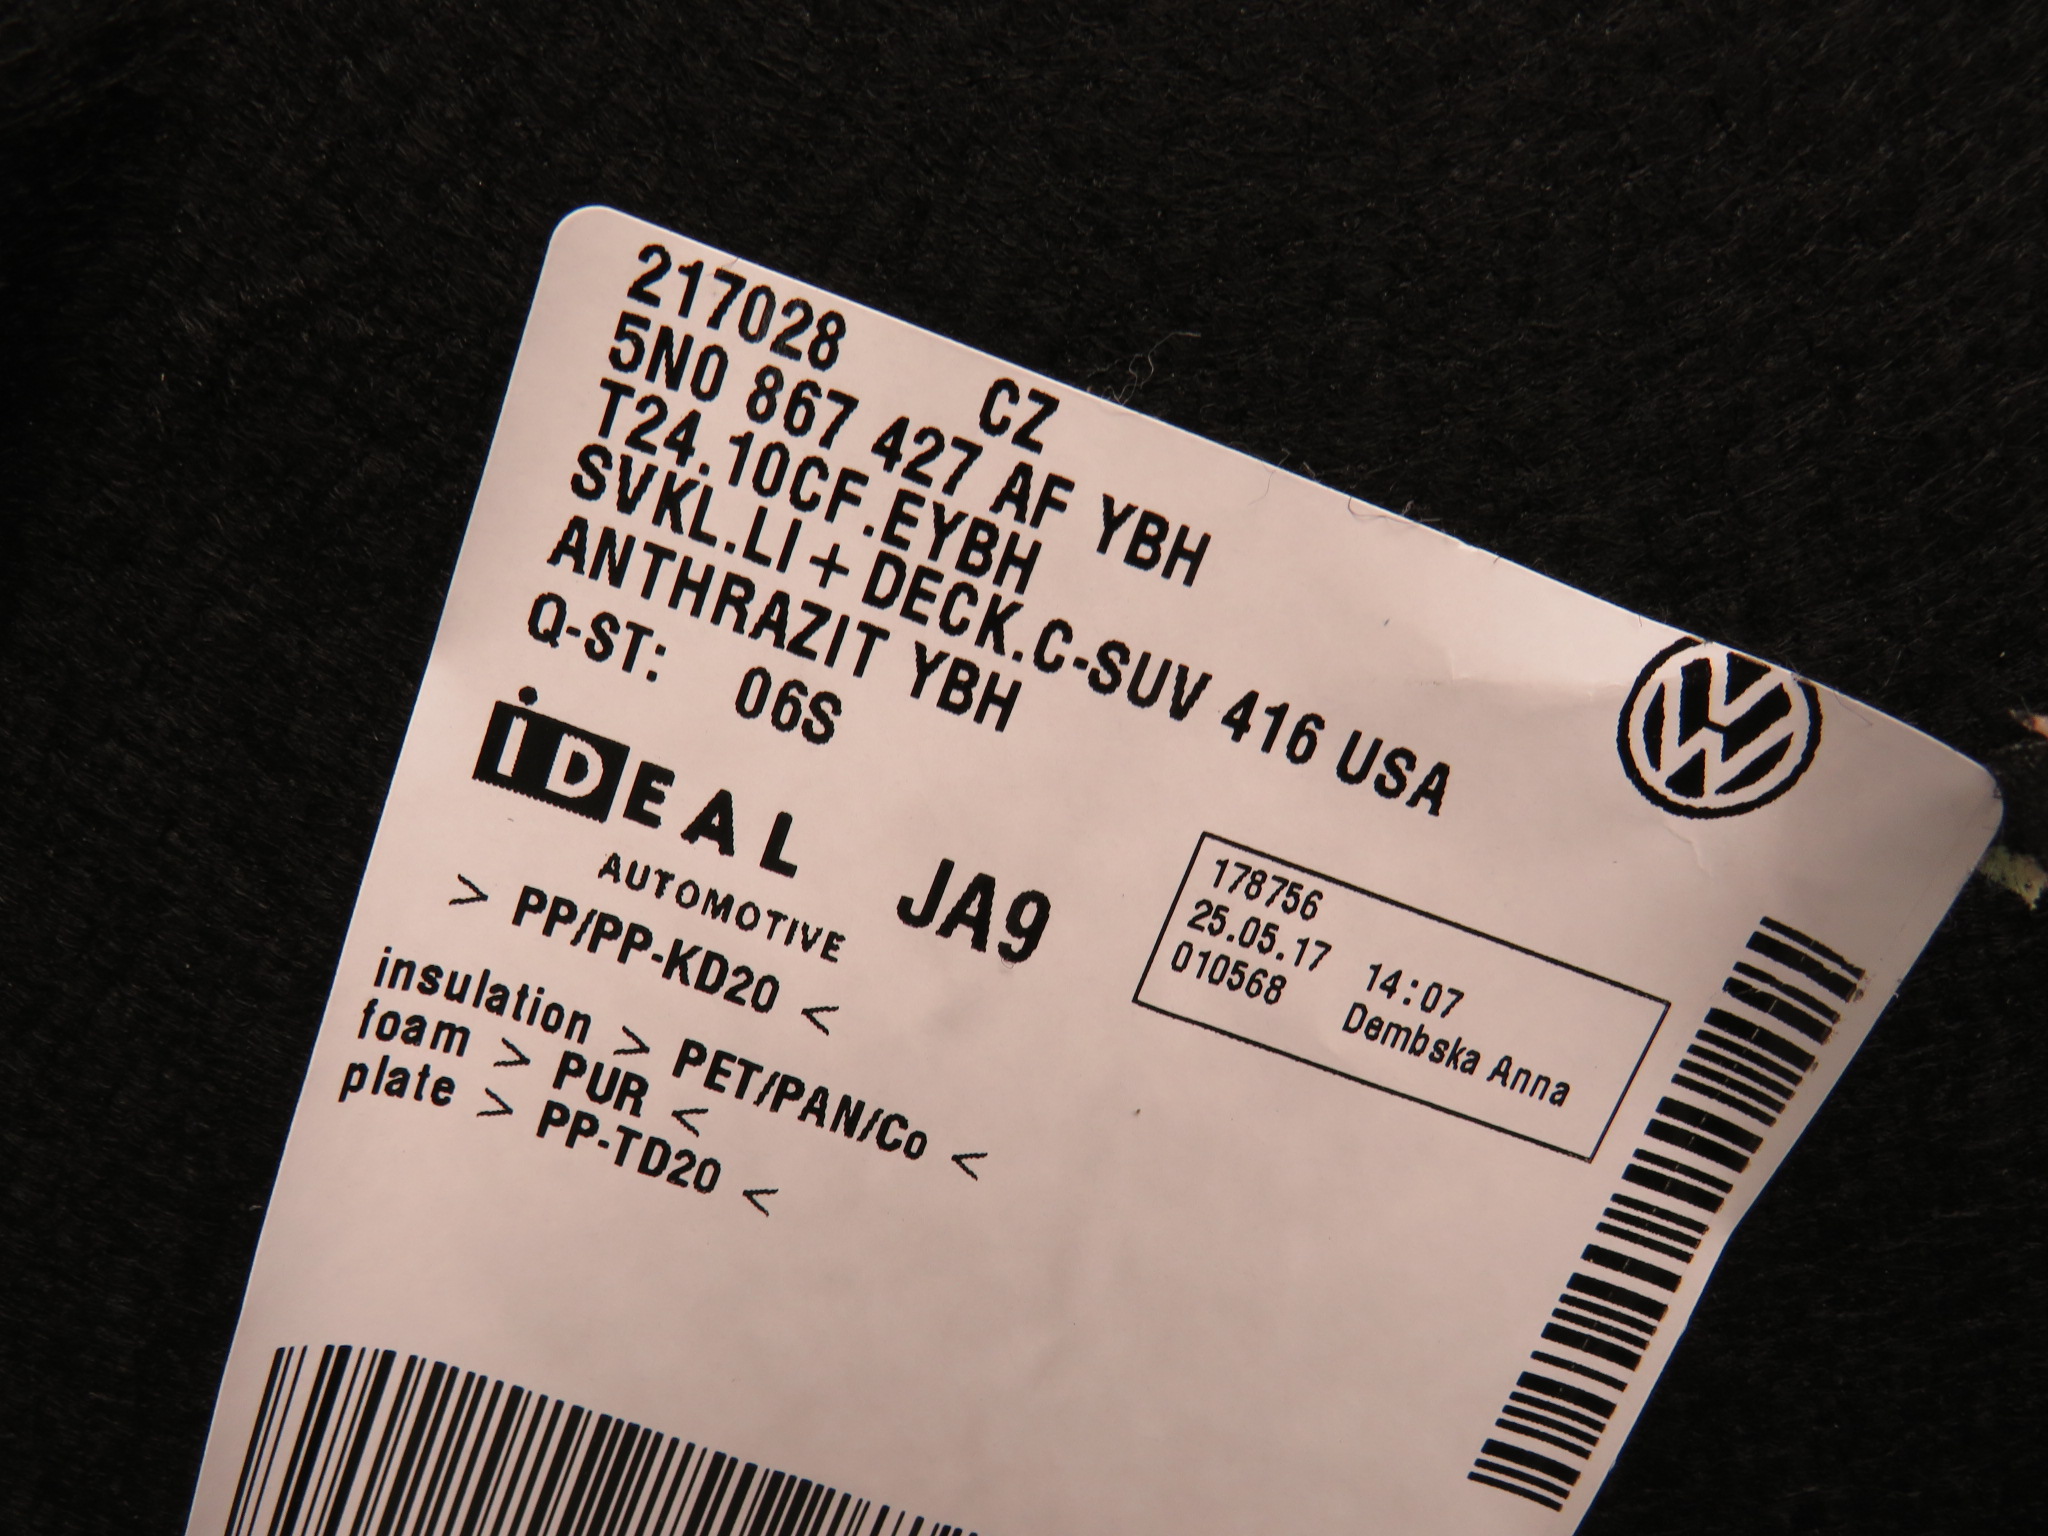 217028 CZ
5N0 867 427 AF YBH
T24.10CF.EYBH
SVKL.LI + DECK.C-SUV 416 USA
ANTHRAZIT YBH
Q-ST: 06S
iDEAL
AUTOMOTIVE
JA9
> PP/PP-KD20 <
insulation > PET/PAN/Co <
foam > PUR <
plate > PP-TD20 <
178756
25.05.17 14:07
010568 Dembska Anna
VW